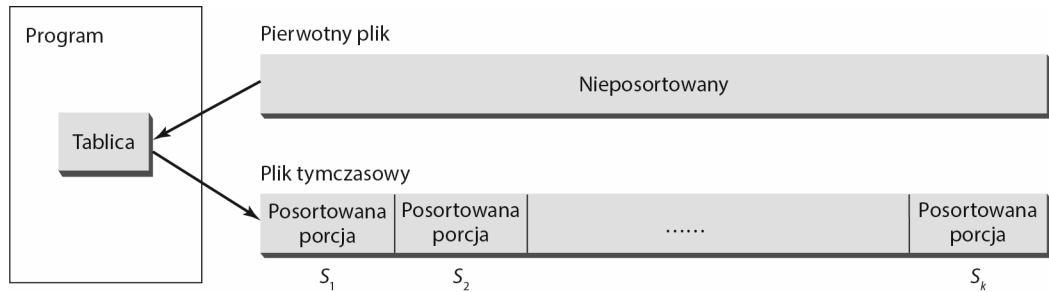 Program
Pierwotny plik
Nieposortowany
Tablica
Plik tymczasowy
Posortowana
porcja
Posortowana
porcja
......
Posortowana
porcja
S1
S2
Sk